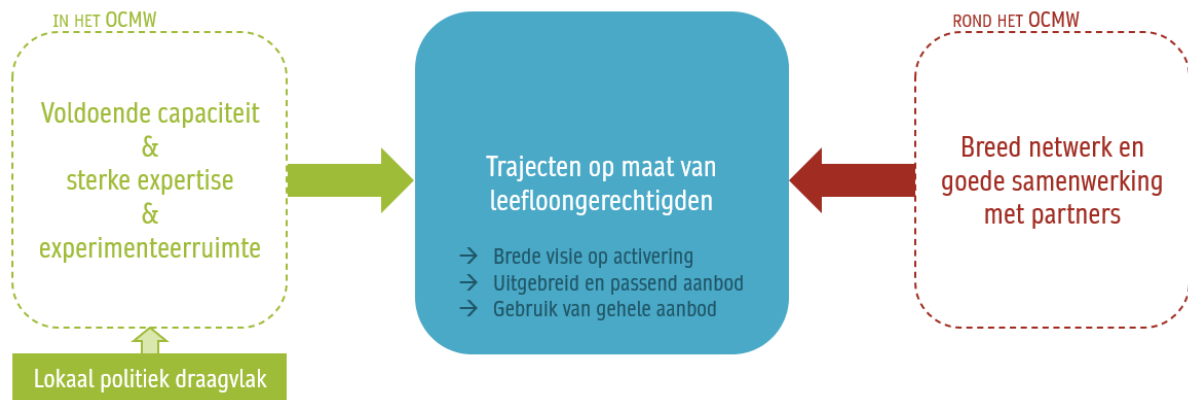 IN HET OCMW
Voldoende capaciteit
&
sterke expertise
&
experimenteerruimte
Lokaal politiek draagvlak
Trajecten op maat van
leefloongerechtigden
→ Brede visie op activering
→ Uitgebreid en passend aanbod
→ Gebruik van gehele aanbod
ROND HET OCMW
Breed netwerk en
goede samenwerking
met partners